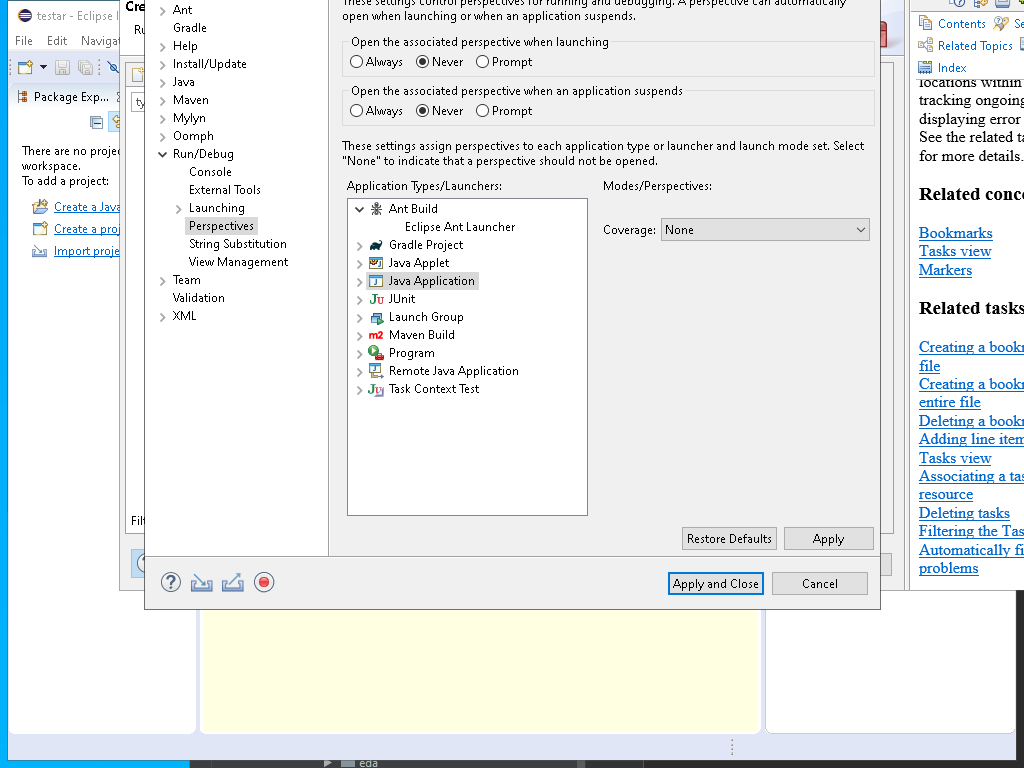 testar - Eclipse I
File
Edit
Navigat
Package Exp...
There are no proje
workspace.
To add a project:
Create a Java
Create a proj
Import proje
Cre
Ru
ty
Filt
Ant
Gradle
Help
Install/Update
Java
Maven
Mylyn
Oomph
Run/Debug
Console
External Tools
Launching
Perspectives
String Substitution
View Management
Team
Validation
XML
These settings control perspectives for running and debugging. A perspective can automatically
open when launching or when an application suspends.
Open the associated perspective when launching
Always
Never
Prompt
Open the associated perspective when an application suspends
Always
Never
Prompt
These settings assign perspectives to each application type or launcher and launch mode set. Select
"None" to indicate that a perspective should not be opened.
Application Types/Launchers:
Modes/Perspectives:
Ant Build
Eclipse Ant Launcher
Gradle Project
Java Applet
Java Application
JUnit
Launch Group
Maven Build
Program
Remote Java Application
Task Context Test
Coverage:
None
Restore Defaults
Apply
Apply and Close
Cancel
Contents
Se
Related Topics
Index
locations within
tracking ongoing
displaying error
See the related ta
for more details.
Related conc
Bookmarks
Tasks view
Markers
Related tasks
Creating a bookm
file
Creating a bookm
entire file
Deleting a bookm
Adding line item
Tasks view
Associating a tas
resource
Deleting tasks
Filtering the Tas
Automatically fi
problems
eda